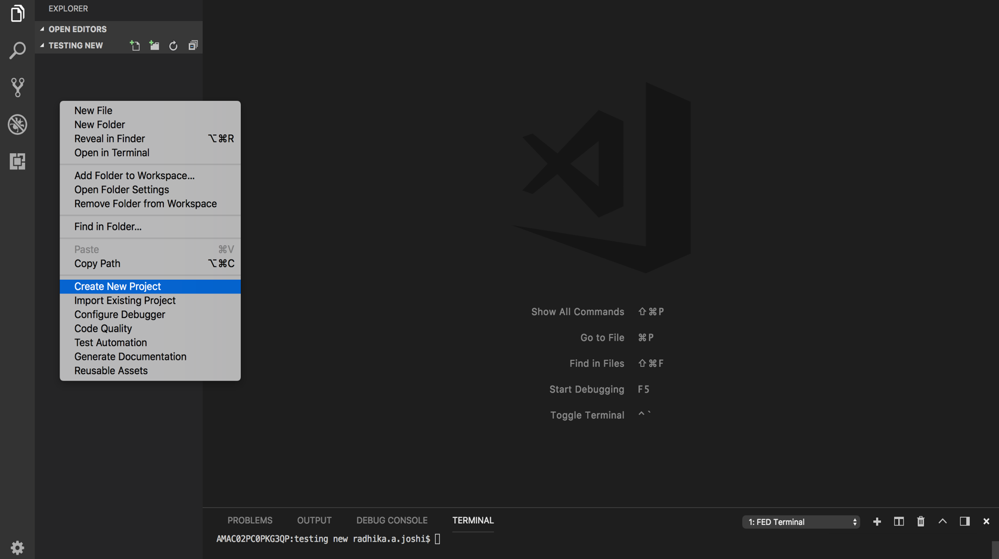 EXPLORER
OPEN EDITORS
TESTING NEW
New File
New Folder
Reveal in Finder ⌥⌘R
Open in Terminal
Add Folder to Workspace...
Open Folder Settings
Remove Folder from Workspace
Find in Folder...
Paste ⌘V
Copy Path ⌥⌘C
Create New Project
Import Existing Project
Configure Debugger
Code Quality
Test Automation
Generate Documentation
Reusable Assets
Show All Commands ⇧⌘P
Go to File ⌘P
Find in Files ⇧⌘F
Start Debugging F5
Toggle Terminal ^`
PROBLEMS OUTPUT DEBUG CONSOLE TERMINAL 1: FED Terminal
AMAC02PC0PKG3QP:testing new radhika.a.joshi$